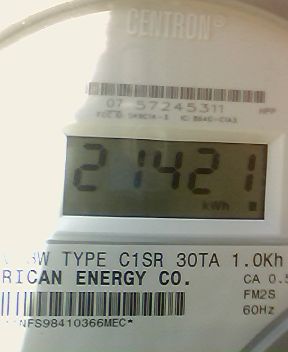 CENTRON®
07 57245311
21421
kWh
3W TYPE C1SR 30TA 1.0Kh
RICAN ENERGY CO.
CA 0.5
FM2S
60Hz
NFS98410366MEC*